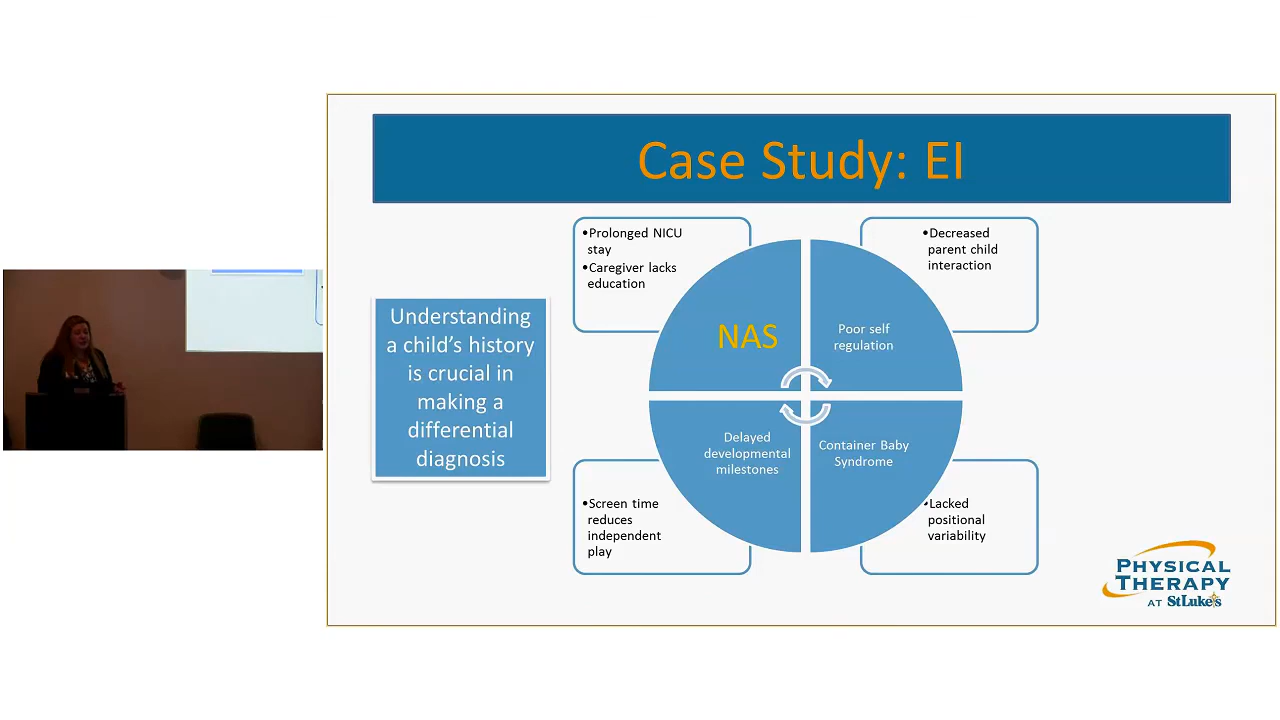 Case Study: EI
Understanding
a child's history
is crucial in
making a
differential
diagnosis
•Prolonged NICU
stay
•Caregiver lacks
education
NAS
•Decreased
parent child
interaction
Poor self
regulation
•Screen time
reduces
independent
play
Delayed
developmental
milestones
Container Baby
Syndrome
•Lacked
positional
variability
PHYSICAL
THERAPY
AT StLuke's